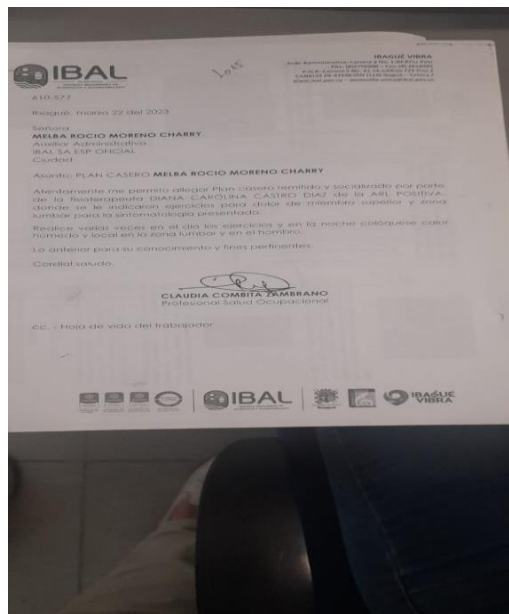 IBAL
IBAGUÉ VIBRA
610-577
Ibagué, marzo 22 del 2023
Señora
MELBA ROCIO MORENO CHARRY
Auxiliar Administrativa
IBAL SA ESP OFICIAL
Ciudad
Asunto: PLAN CASERO MELBA ROCIO MORENO CHARRY
Atentamente me permito allegar Plan casero remitido y socializado por parte
de la fisioterapeuta DIANA CAROLINA CASTRO DIAZ de la ARL POSITIVA,
donde se le indicaron ejercicios para dolor de miembro superior y zona
lumbar para la sintomatología presentada.
Realice varias veces en el día los ejercicios y en la noche colóquese calor
húmedo y local en la zona lumbar y en el hombro.
Lo anterior para su conocimiento y fines pertinentes.
Cordial saludo,
CLAUDIA COMBITA ZAMBRANO
Profesional Salud Ocupacional
cc. - Hoja de vida del trabajador
IBAL
IBAGUÉ
VIBRA